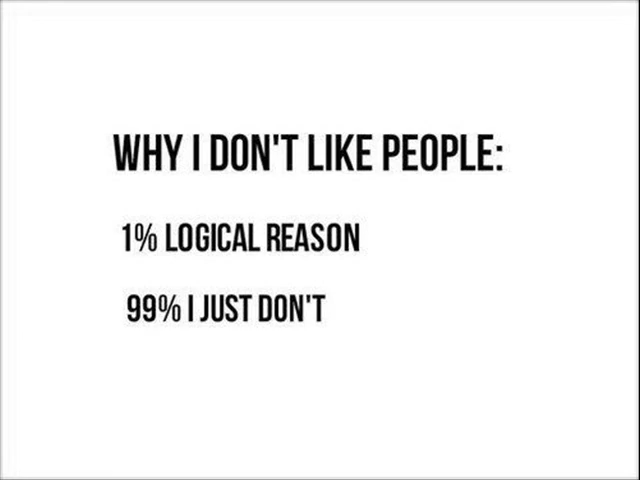 WHY I DON'T LIKE PEOPLE:
1% LOGICAL REASON
99% I JUST DON'T